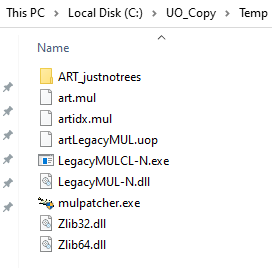 This PC > Local Disk (C:) > UO_Copy > Temp
Name
ART_justnotrees
art.mul
artidx.mul
artLegacyMUL.uop
LegacyMULCL-N.exe
LegacyMUL-N.dll
mulpatcher.exe
Zlib32.dll
Zlib64.dll